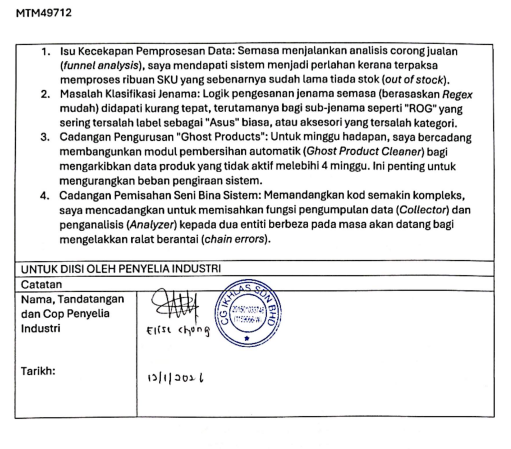 MTM49712
1. Isu Kecekapan Pemprosesan Data: Semasa menjalankan analisis corong jualan
(funnel analysis), saya mendapati sistem menjadi perlahan kerana terpaksa
memproses ribuan SKU yang sebenarnya sudah lama tiada stok (out of stock).
2. Masalah Klasifikasi Jenama: Logik pengesanan jenama semasa (berasaskan Regex
mudah) didapati kurang tepat, terutamanya bagi sub-jenama seperti "ROG" yang
sering tersalah label sebagai "Asus" biasa, atau aksesori yang tersalah kategori.
3. Cadangan Pengurusan "Ghost Products": Untuk minggu hadapan, saya bercadang
membangunkan modul pembersihan automatik (Ghost Product Cleaner) bagi
mengarkibkan data produk yang tidak aktif melebihi 4 minggu. Ini penting untuk
mengurangkan beban pengiraan sistem.
4. Cadangan Pemisahan Seni Bina Sistem: Memandangkan kod semakin kompleks,
saya mencadangkan untuk memisahkan fungsi pengumpulan data (Collector) dan
penganalisis (Analyzer) kepada dua entiti berbeza pada masa akan datang bagi
mengelakkan ralat berantai (chain errors).
UNTUK DIISI OLEH PENYELIA INDUSTRI
Catatan
Nama, Tandatangan
dan Cop Penyelia
Industri
CG IKHLAS SDN BHD
chong
Tarikh:
12/1/2026